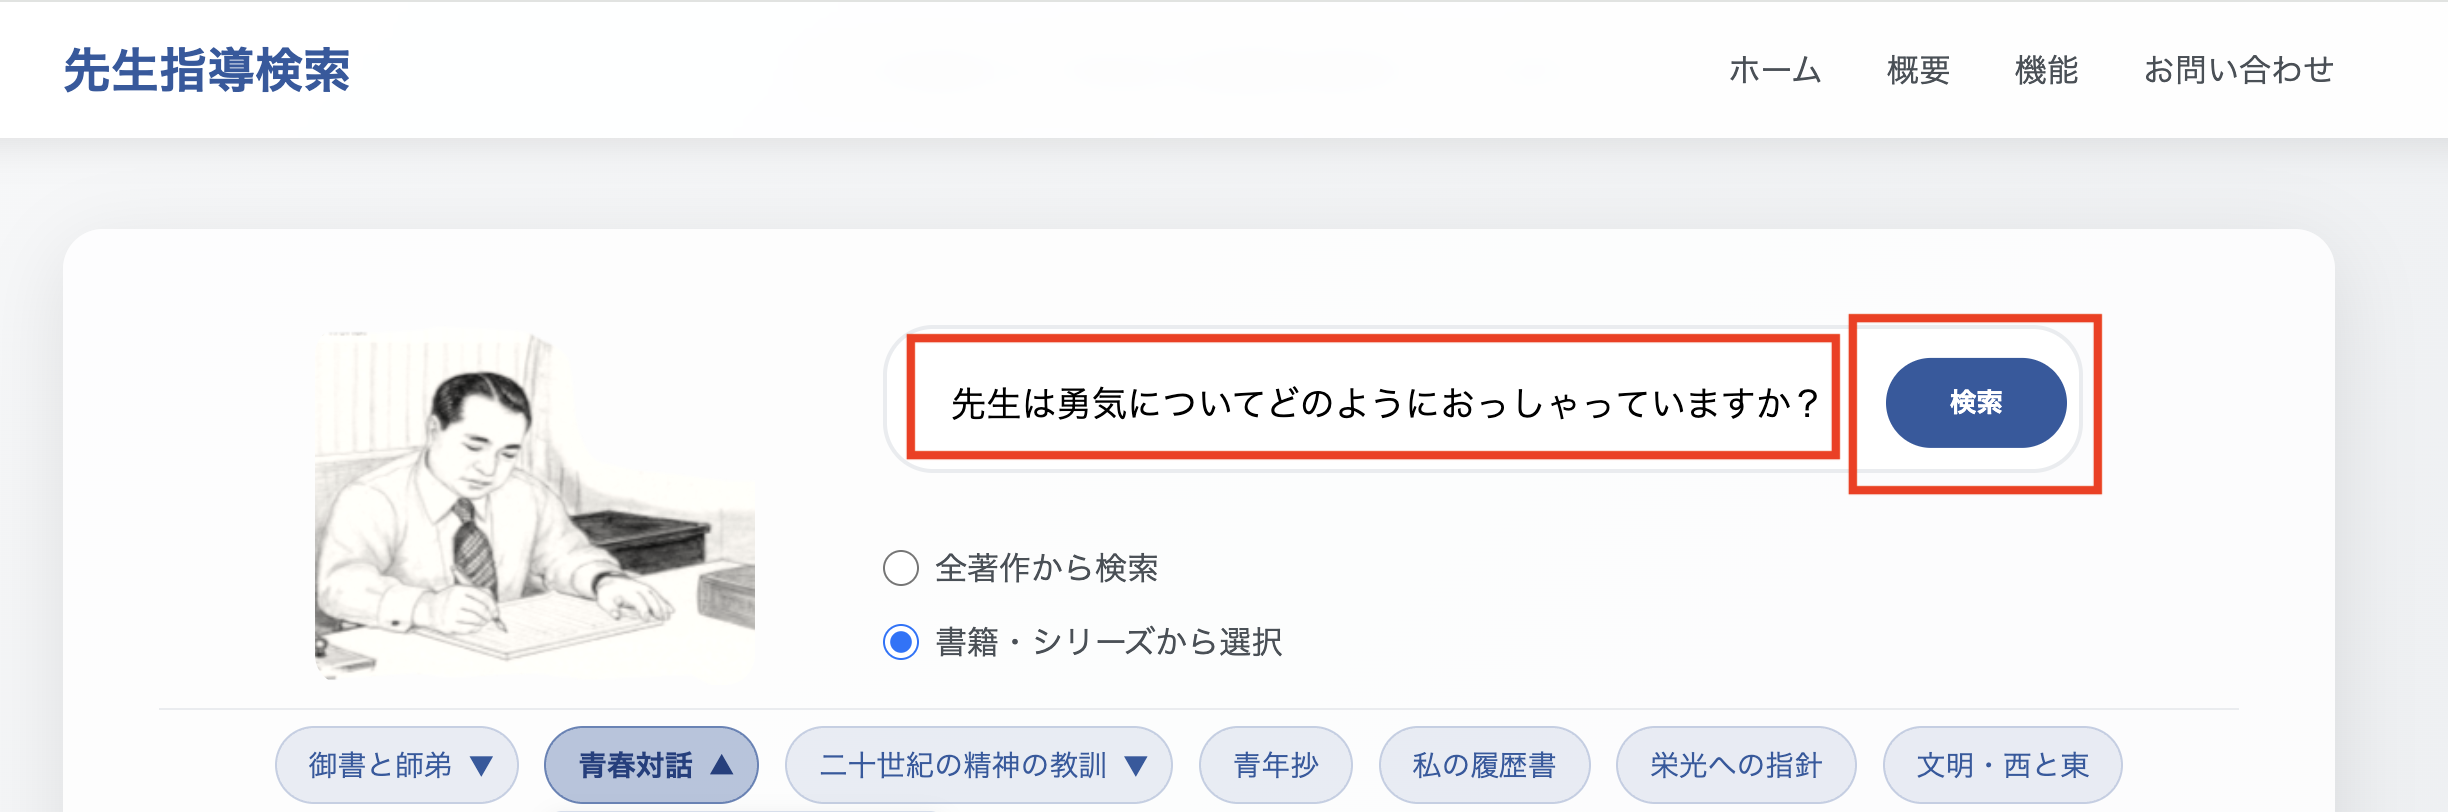 先生指導検索
ホーム 概要 機能 お問い合わせ
先生は勇気についてどのようにおっしゃっていますか？ 検索
全著作から検索
書籍・シリーズから選択
御書と師弟 ▼ 青春対話 ▲ 二十世紀の精神の教訓 ▼ 青年抄 私の履歴書 栄光への指針 文明・西と東